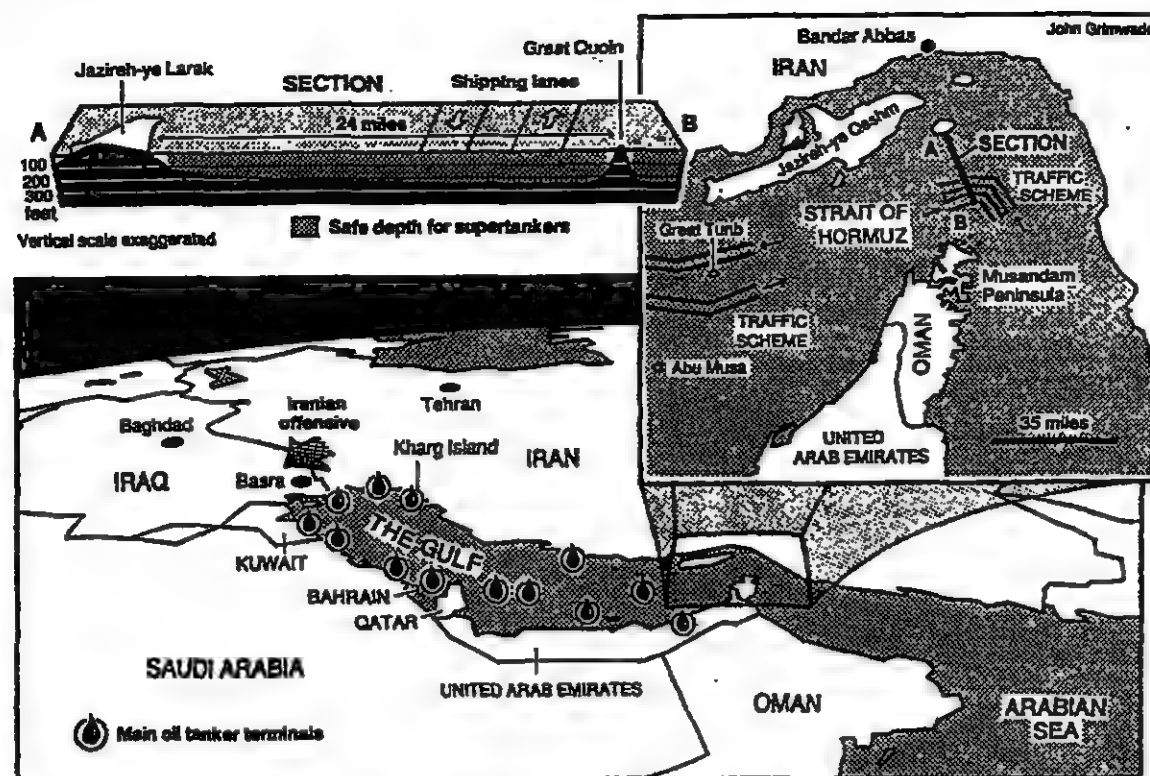 Jazireh-ye Larak
SECTION
Shipping lanes
Great Quoin
A
24 miles
B
100
200
300
feet
Vertical scale exaggerated
Safe depth for supertankers
Bandar Abbas
John Grimwade
IRAN
Jazireh-ye Qeshm
A
SECTION
TRAFFIC
SCHEME
STRAIT OF
HORMUZ
B
Great Tunb
Musandam
Peninsula
TRAFFIC
SCHEME
OMAN
Abu Musa
35 miles
UNITED
ARAB EMIRATES
Baghdad
Iranian
offensive
Tehran
Kharg Island
IRAN
IRAQ
Basra
THE GULF
KUWAIT
BAHRAIN
QATAR
SAUDI ARABIA
UNITED ARAB EMIRATES
OMAN
ARABIAN
SEA
Main oil tanker terminals